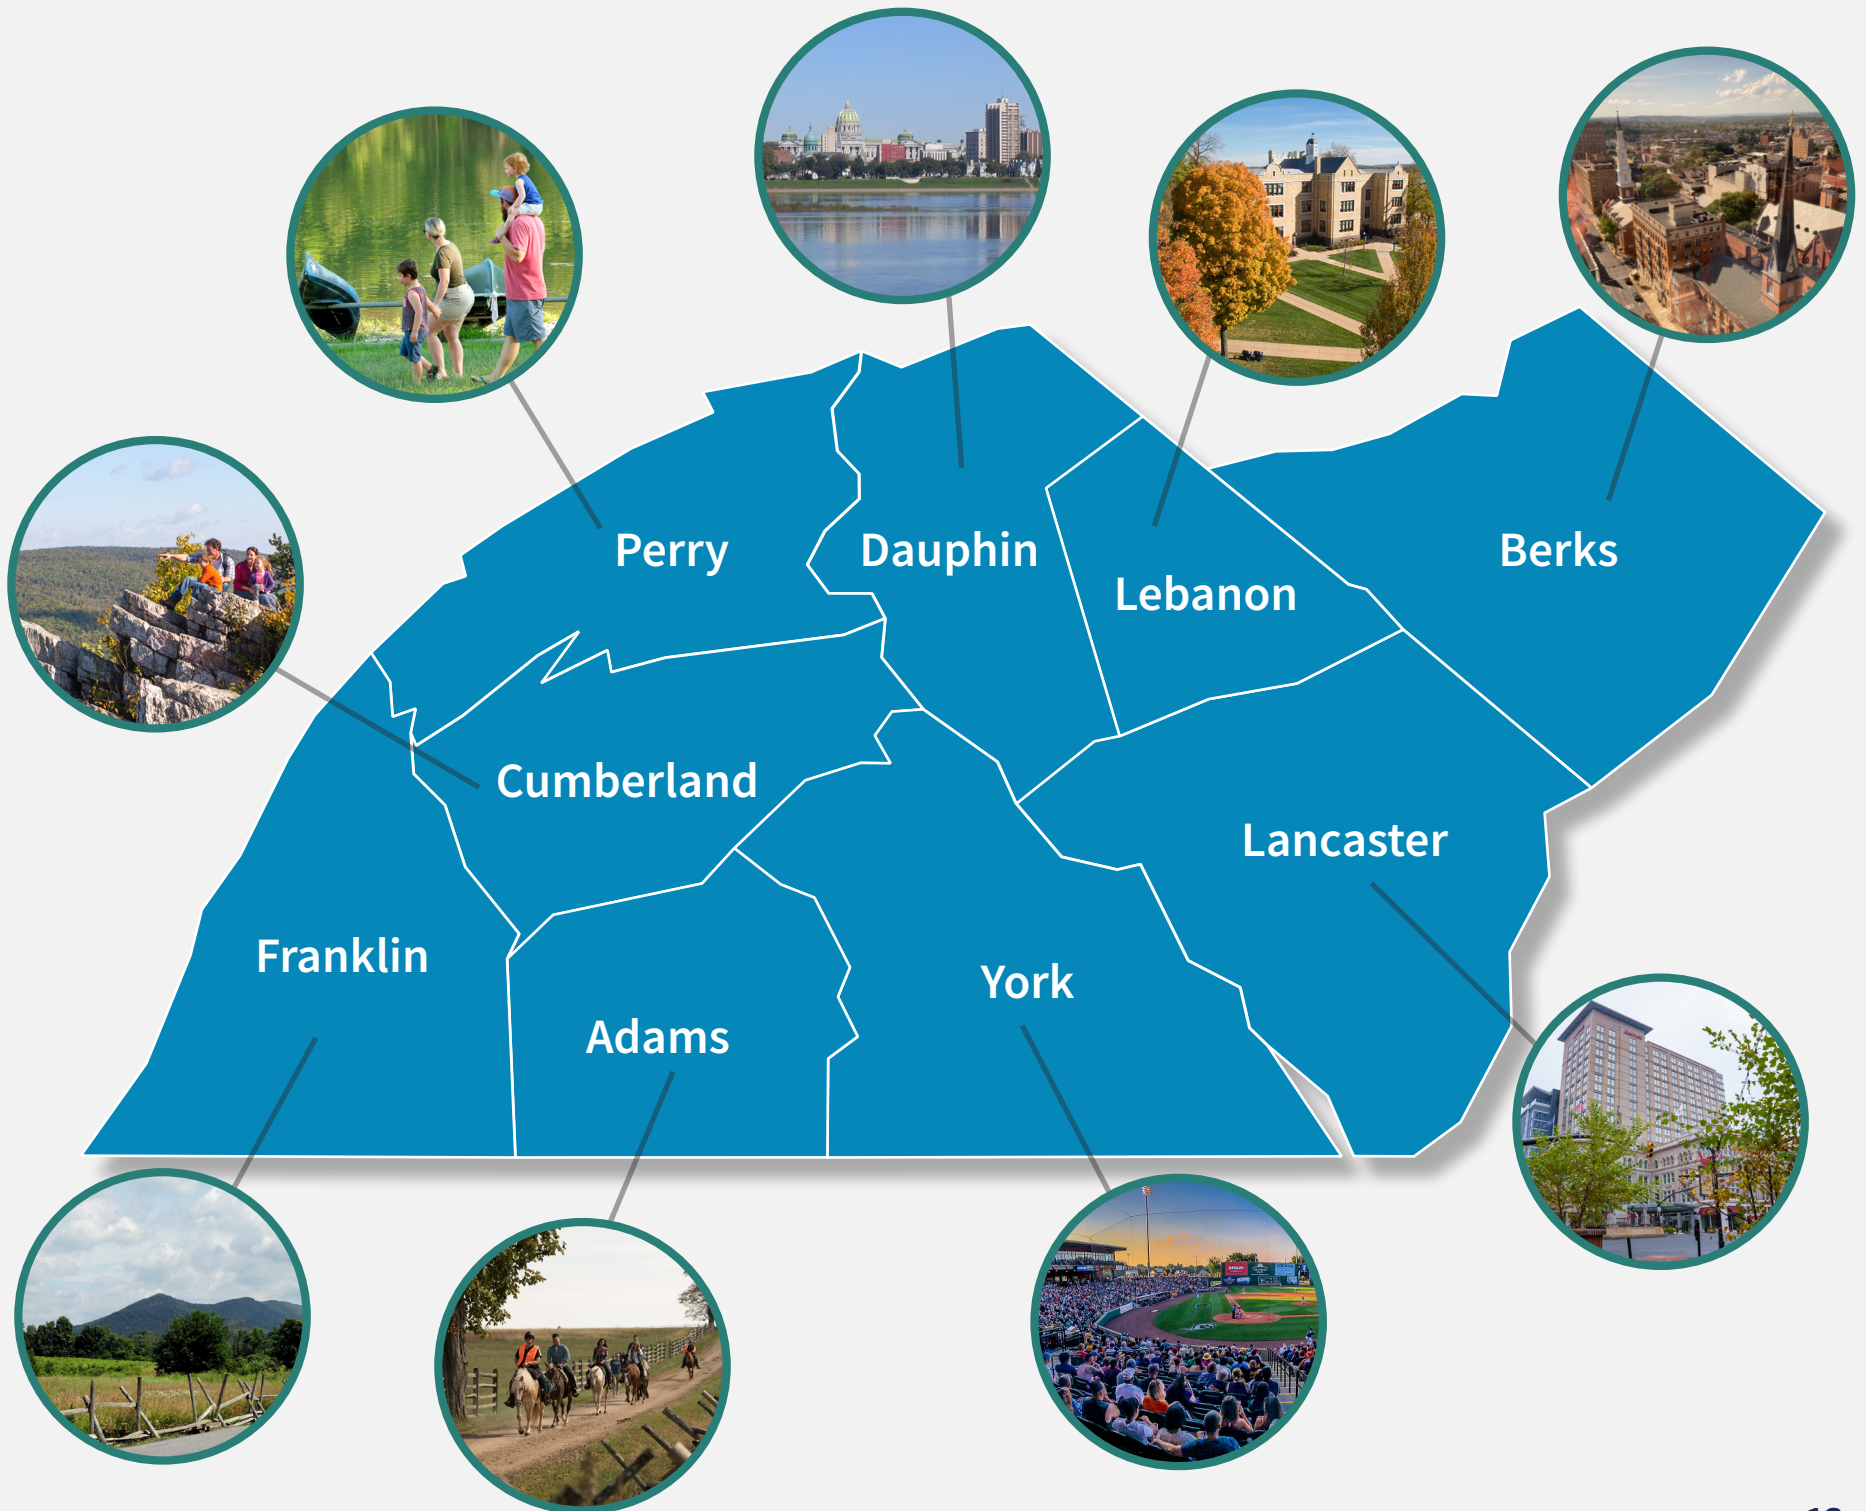 Perry
Dauphin
Lebanon
Berks
Cumberland
Lancaster
Franklin
York
Adams